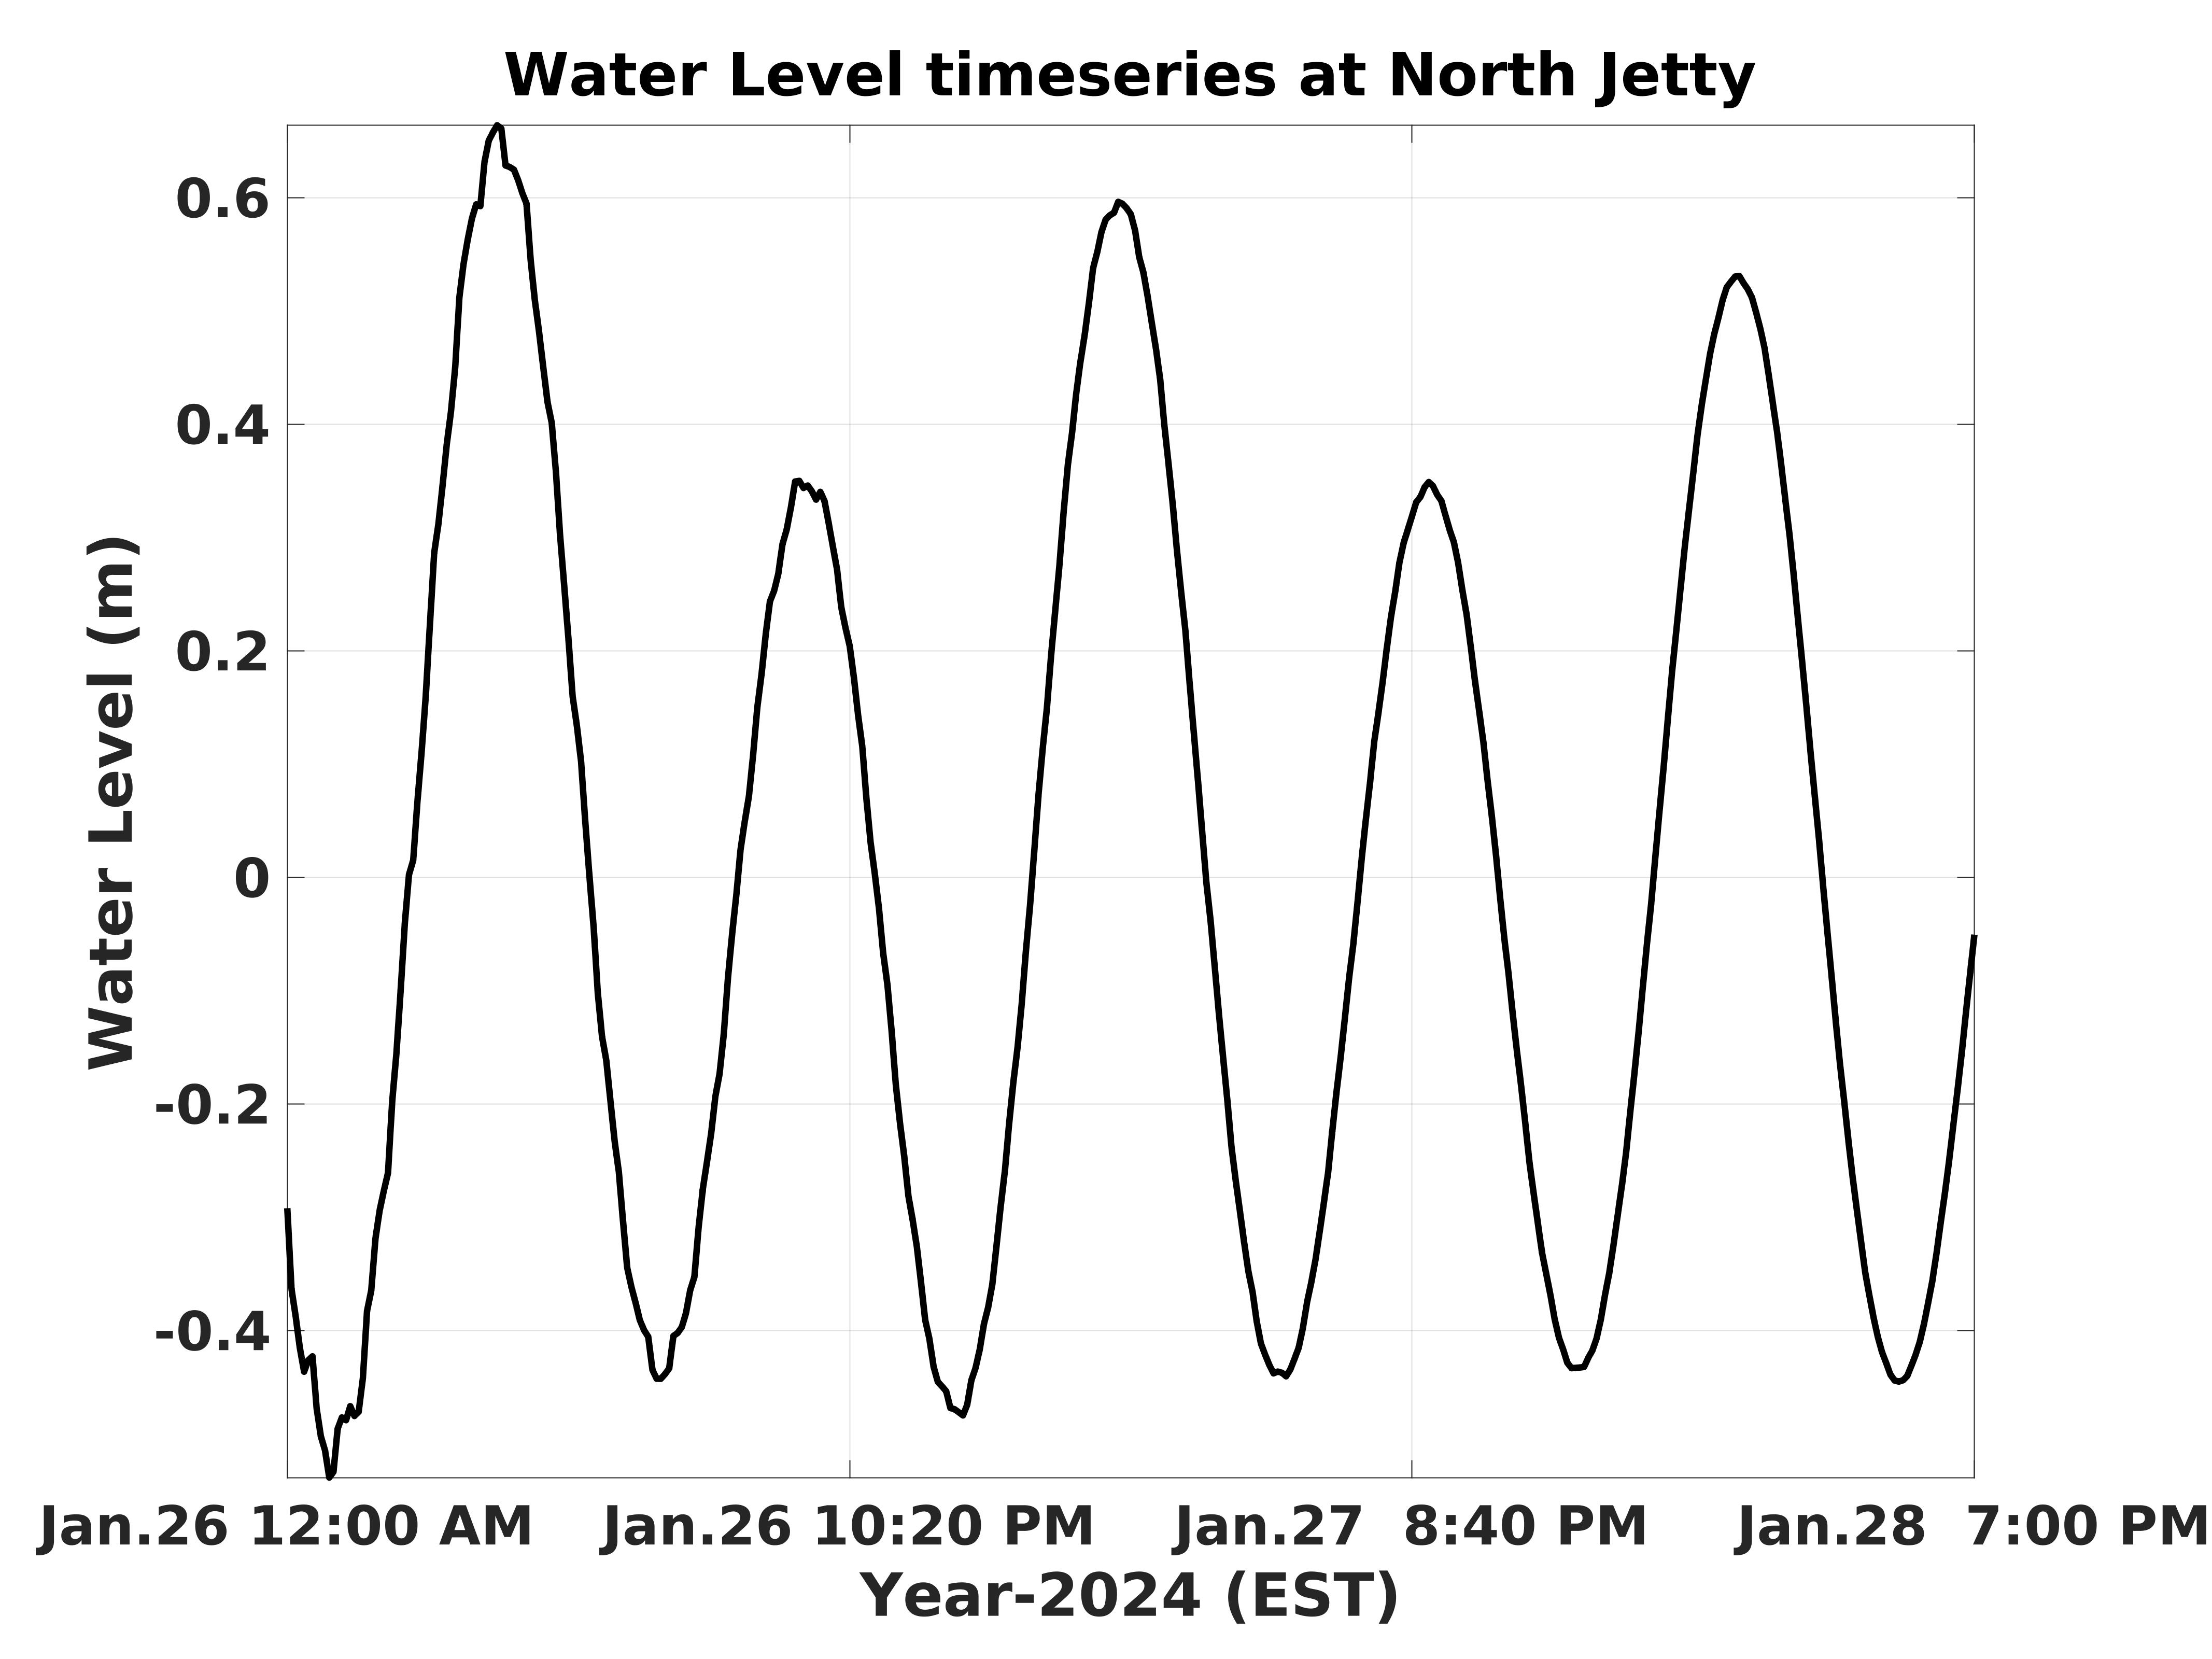 Water Level timeseries at North Jetty
Water Level (m)
0.6
0.4
0.2
0
-0.2
-0.4
Jan.26 12:00 AM Jan.26 10:20 PM Jan.27 8:40 PM Jan.28 7:00 PM
Year-2024 (EST)